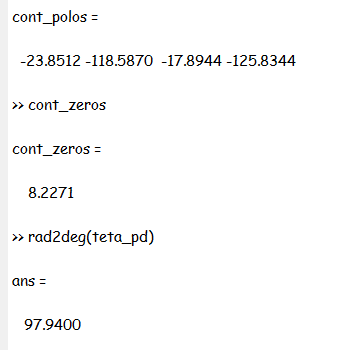 cont_polos =
-23.8512 -118.5870 -17.8944 -125.8344
>> cont_zeros
cont_zeros =
8.2271
>> rad2deg(teta_pd)
ans =
97.9400